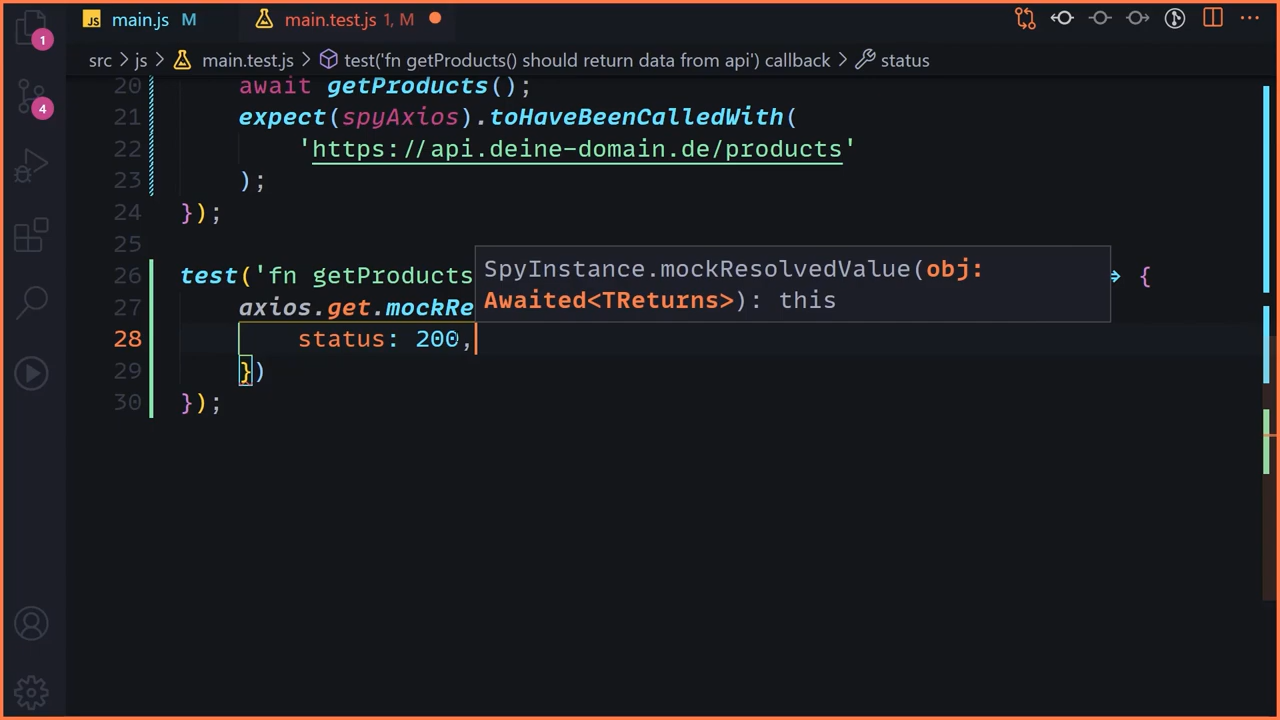 JS main.js M main.test.js 1, M
1
src > js > main.test.js > test('fn getProducts() should return data from api') callback > status
4
20 await getProducts();
21 expect(spyAxios).toHaveBeenCalledWith(
22 'https://api.deine-domain.de/products'
23 );
24 });
25
SpyInstance.mockResolvedValue(obj:
Awaited<TReturns>): this
26 test('fn getProducts => {
27 axios.get.mockRe
28 status: 200,
29 })
30 });